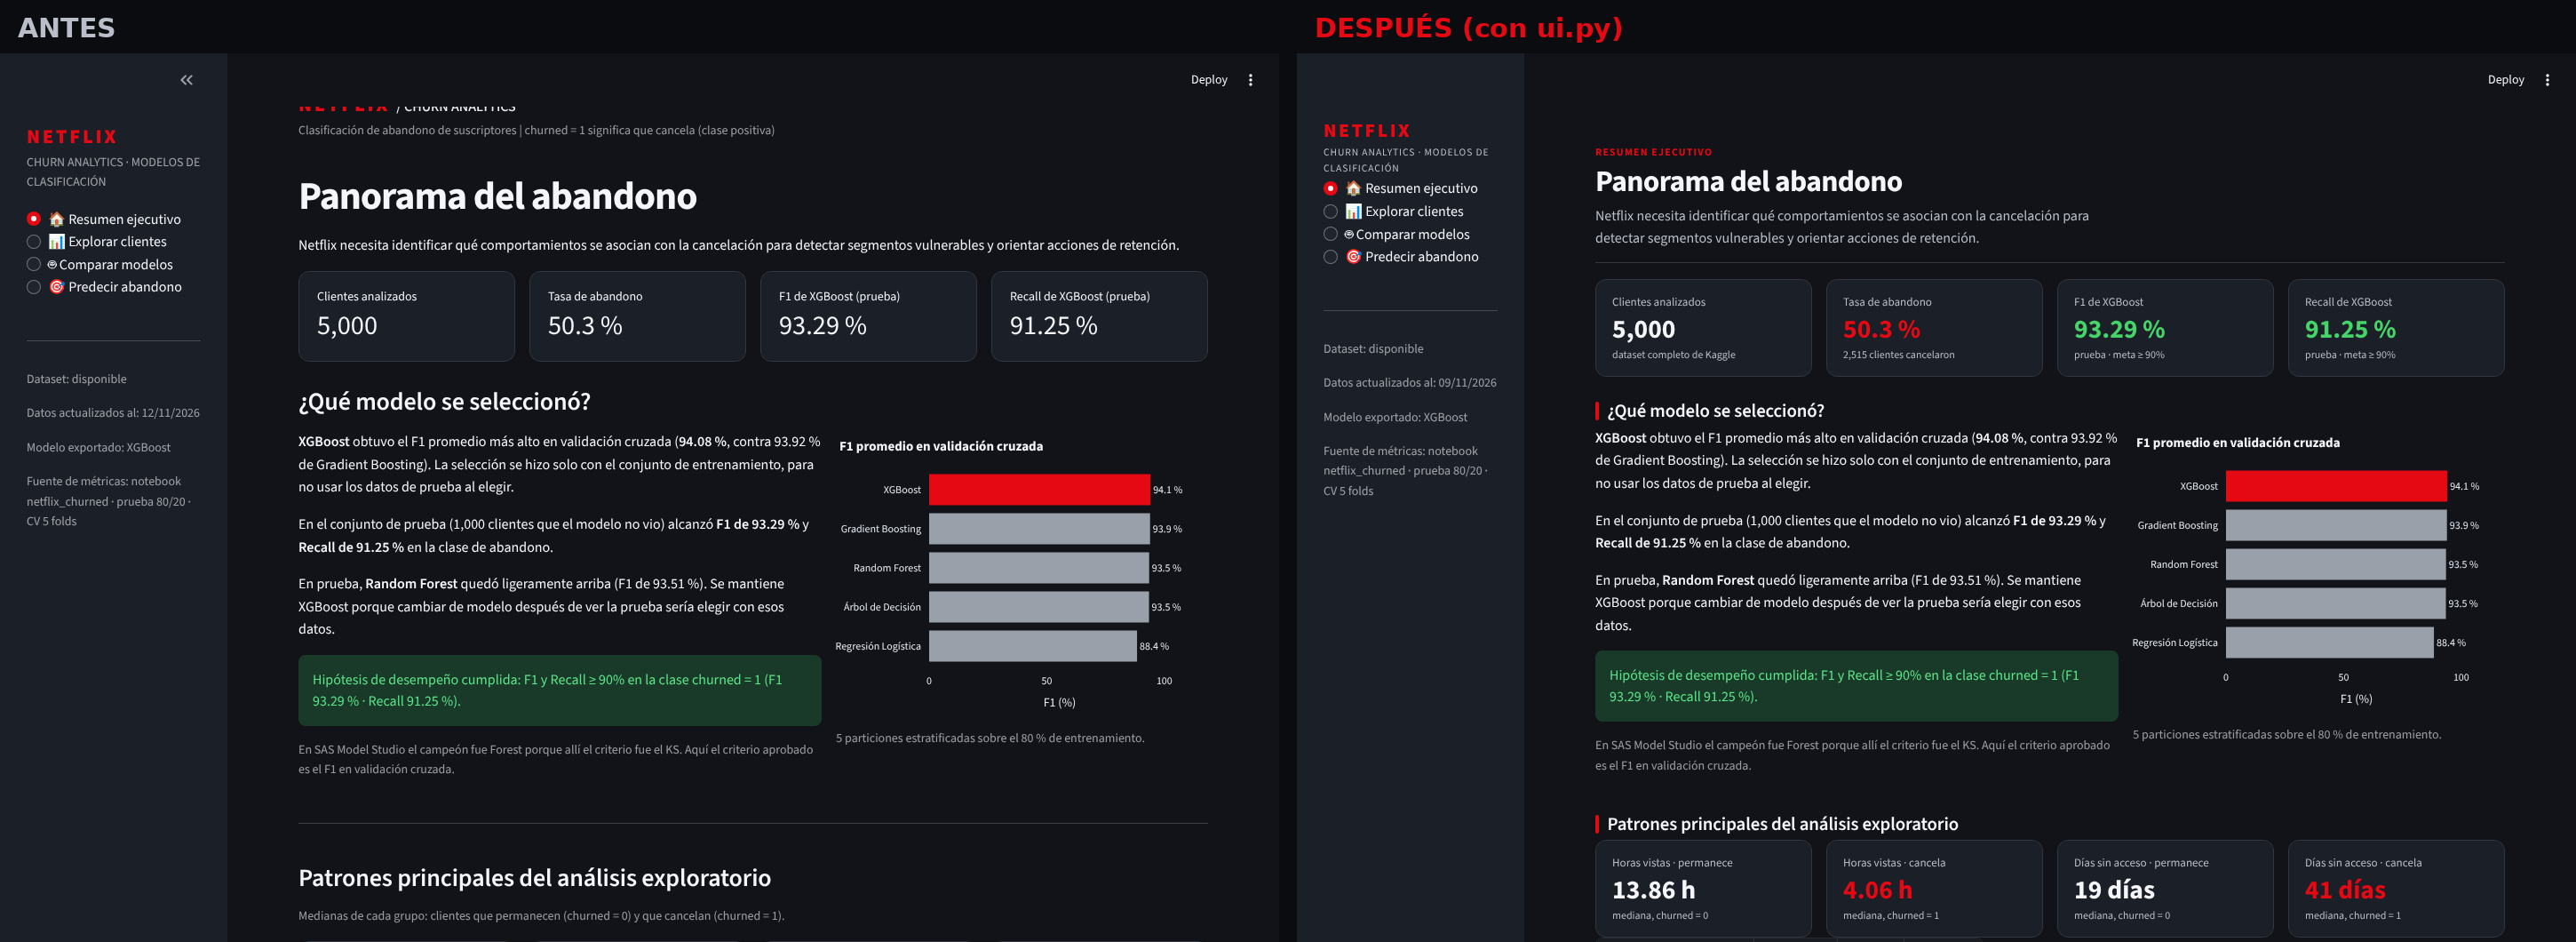 ANTES
Deploy
NETFLIX
CHURN ANALYTICS · MODELOS DE
CLASIFICACIÓN
Resumen ejecutivo
Explorar clientes
Comparar modelos
Predecir abandono
Dataset: disponible
Datos actualizados al: 12/11/2026
Modelo exportado: XGBoost
Fuente de métricas: notebook
netflix_churned · prueba 80/20 ·
CV 5 folds
NETFLIX / CHURN ANALYTICS
Clasificación de abandono de suscriptores | churned = 1 significa que cancela (clase positiva)
Panorama del abandono
Netflix necesita identificar qué comportamientos se asocian con la cancelación para detectar segmentos vulnerables y orientar acciones de retención.
Clientes analizados
5,000
Tasa de abandono
50.3 %
F1 de XGBoost (prueba)
93.29 %
Recall de XGBoost (prueba)
91.25 %
¿Qué modelo se seleccionó?
XGBoost obtuvo el F1 promedio más alto en validación cruzada (94.08 %, contra 93.92 %
de Gradient Boosting). La selección se hizo solo con el conjunto de entrenamiento, para
no usar los datos de prueba al elegir.
En el conjunto de prueba (1,000 clientes que el modelo no vio) alcanzó F1 de 93.29 % y
Recall de 91.25 % en la clase de abandono.
En prueba, Random Forest quedó ligeramente arriba (F1 de 93.51 %). Se mantiene
XGBoost porque cambiar de modelo después de ver la prueba sería elegir con esos
datos.
Hipótesis de desempeño cumplida: F1 y Recall ≥ 90% en la clase churned = 1 (F1
93.29 % · Recall 91.25 %).
En SAS Model Studio el campeón fue Forest porque allí el criterio fue el KS. Aquí el criterio aprobado
es el F1 en validación cruzada.
F1 promedio en validación cruzada
XGBoost 94.1 %
Gradient Boosting 93.9 %
Random Forest 93.5 %
Árbol de Decisión 93.5 %
Regresión Logística 88.4 %
0 50 100
F1 (%)
5 particiones estratificadas sobre el 80 % de entrenamiento.
Patrones principales del análisis exploratorio
Medianas de cada grupo: clientes que permanecen (churned = 0) y que cancelan (churned = 1).
DESPUÉS (con ui.py)
Deploy
NETFLIX
CHURN ANALYTICS · MODELOS DE
CLASIFICACIÓN
Resumen ejecutivo
Explorar clientes
Comparar modelos
Predecir abandono
Dataset: disponible
Datos actualizados al: 09/11/2026
Modelo exportado: XGBoost
Fuente de métricas: notebook
netflix_churned · prueba 80/20 ·
CV 5 folds
RESUMEN EJECUTIVO
Panorama del abandono
Netflix necesita identificar qué comportamientos se asocian con la cancelación para
detectar segmentos vulnerables y orientar acciones de retención.
Clientes analizados
5,000
dataset completo de Kaggle
Tasa de abandono
50.3 %
2,515 clientes cancelaron
F1 de XGBoost
93.29 %
prueba · meta ≥ 90%
Recall de XGBoost
91.25 %
prueba · meta ≥ 90%
¿Qué modelo se seleccionó?
XGBoost obtuvo el F1 promedio más alto en validación cruzada (94.08 %, contra 93.92 %
de Gradient Boosting). La selección se hizo solo con el conjunto de entrenamiento, para
no usar los datos de prueba al elegir.
En el conjunto de prueba (1,000 clientes que el modelo no vio) alcanzó F1 de 93.29 % y
Recall de 91.25 % en la clase de abandono.
En prueba, Random Forest quedó ligeramente arriba (F1 de 93.51 %). Se mantiene
XGBoost porque cambiar de modelo después de ver la prueba sería elegir con esos
datos.
Hipótesis de desempeño cumplida: F1 y Recall ≥ 90% en la clase churned = 1 (F1
93.29 % · Recall 91.25 %).
En SAS Model Studio el campeón fue Forest porque allí el criterio fue el KS. Aquí el criterio aprobado
es el F1 en validación cruzada.
F1 promedio en validación cruzada
XGBoost 94.1 %
Gradient Boosting 93.9 %
Random Forest 93.5 %
Árbol de Decisión 93.5 %
Regresión Logística 88.4 %
0 50 100
F1 (%)
5 particiones estratificadas sobre el 80 % de entrenamiento.
Patrones principales del análisis exploratorio
Horas vistas · permanece
13.86 h
mediana, churned = 0
Horas vistas · cancela
4.06 h
mediana, churned = 1
Días sin acceso · permanece
19 días
mediana, churned = 0
Días sin acceso · cancela
41 días
mediana, churned = 1